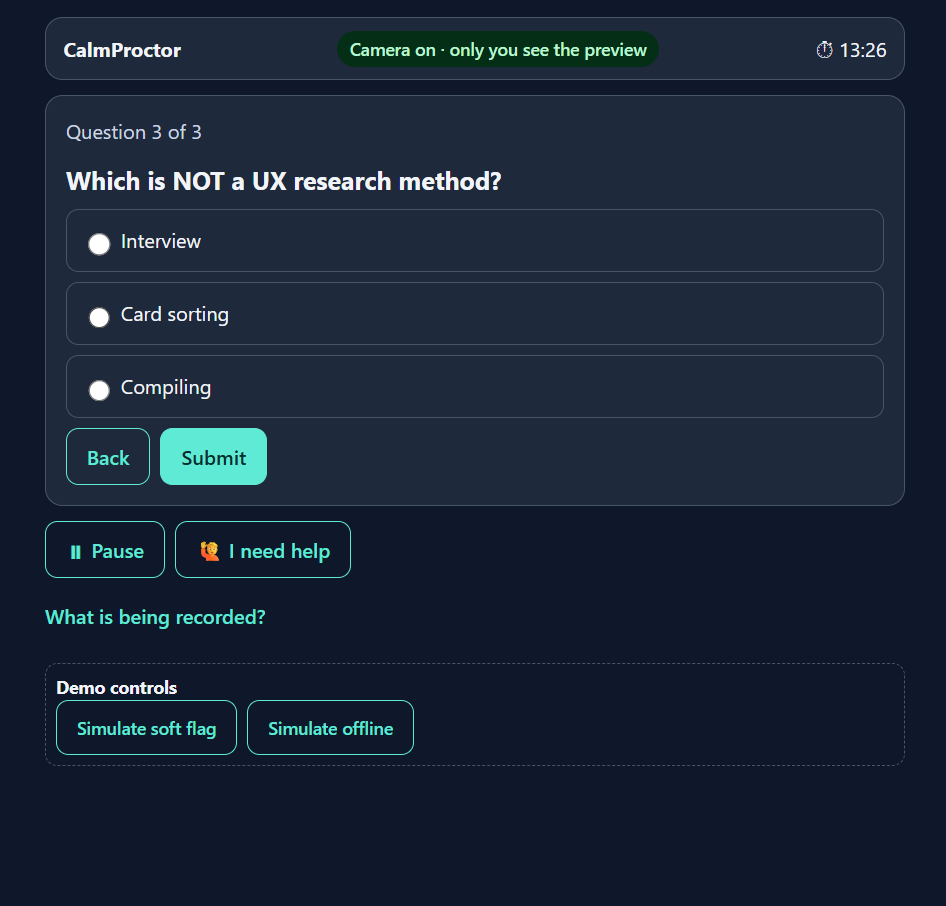 CalmProctor
Camera on · only you see the preview
⏱ 13:26
Question 3 of 3
Which is NOT a UX research method?
Interview
Card sorting
Compiling
Back
Submit
⏸ Pause
🙋 I need help
What is being recorded?
Demo controls
Simulate soft flag
Simulate offline